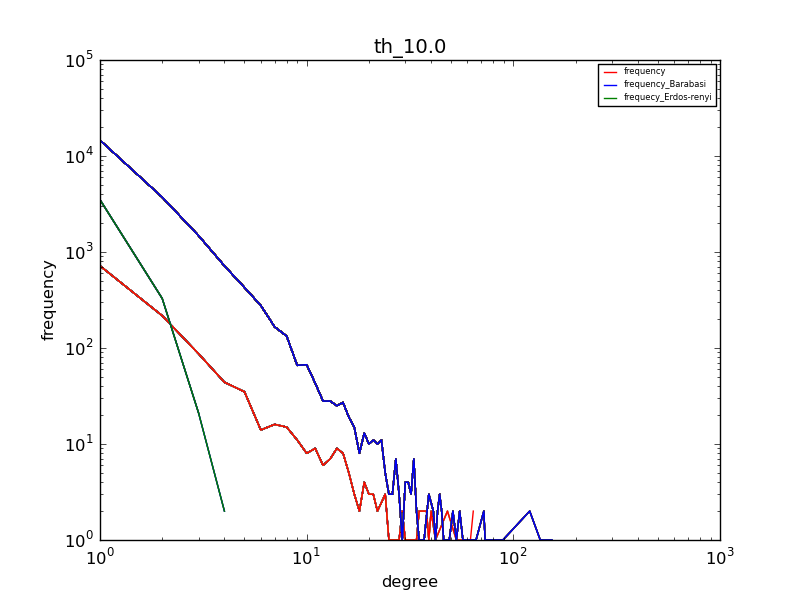 th_10.0
10^5
10^4
10^3
10^2
10^1
10^0
frequency
frequency
frequency_Barabasi
frequecy_Erdos-renyi
10^0 10^1 10^2 10^3
degree